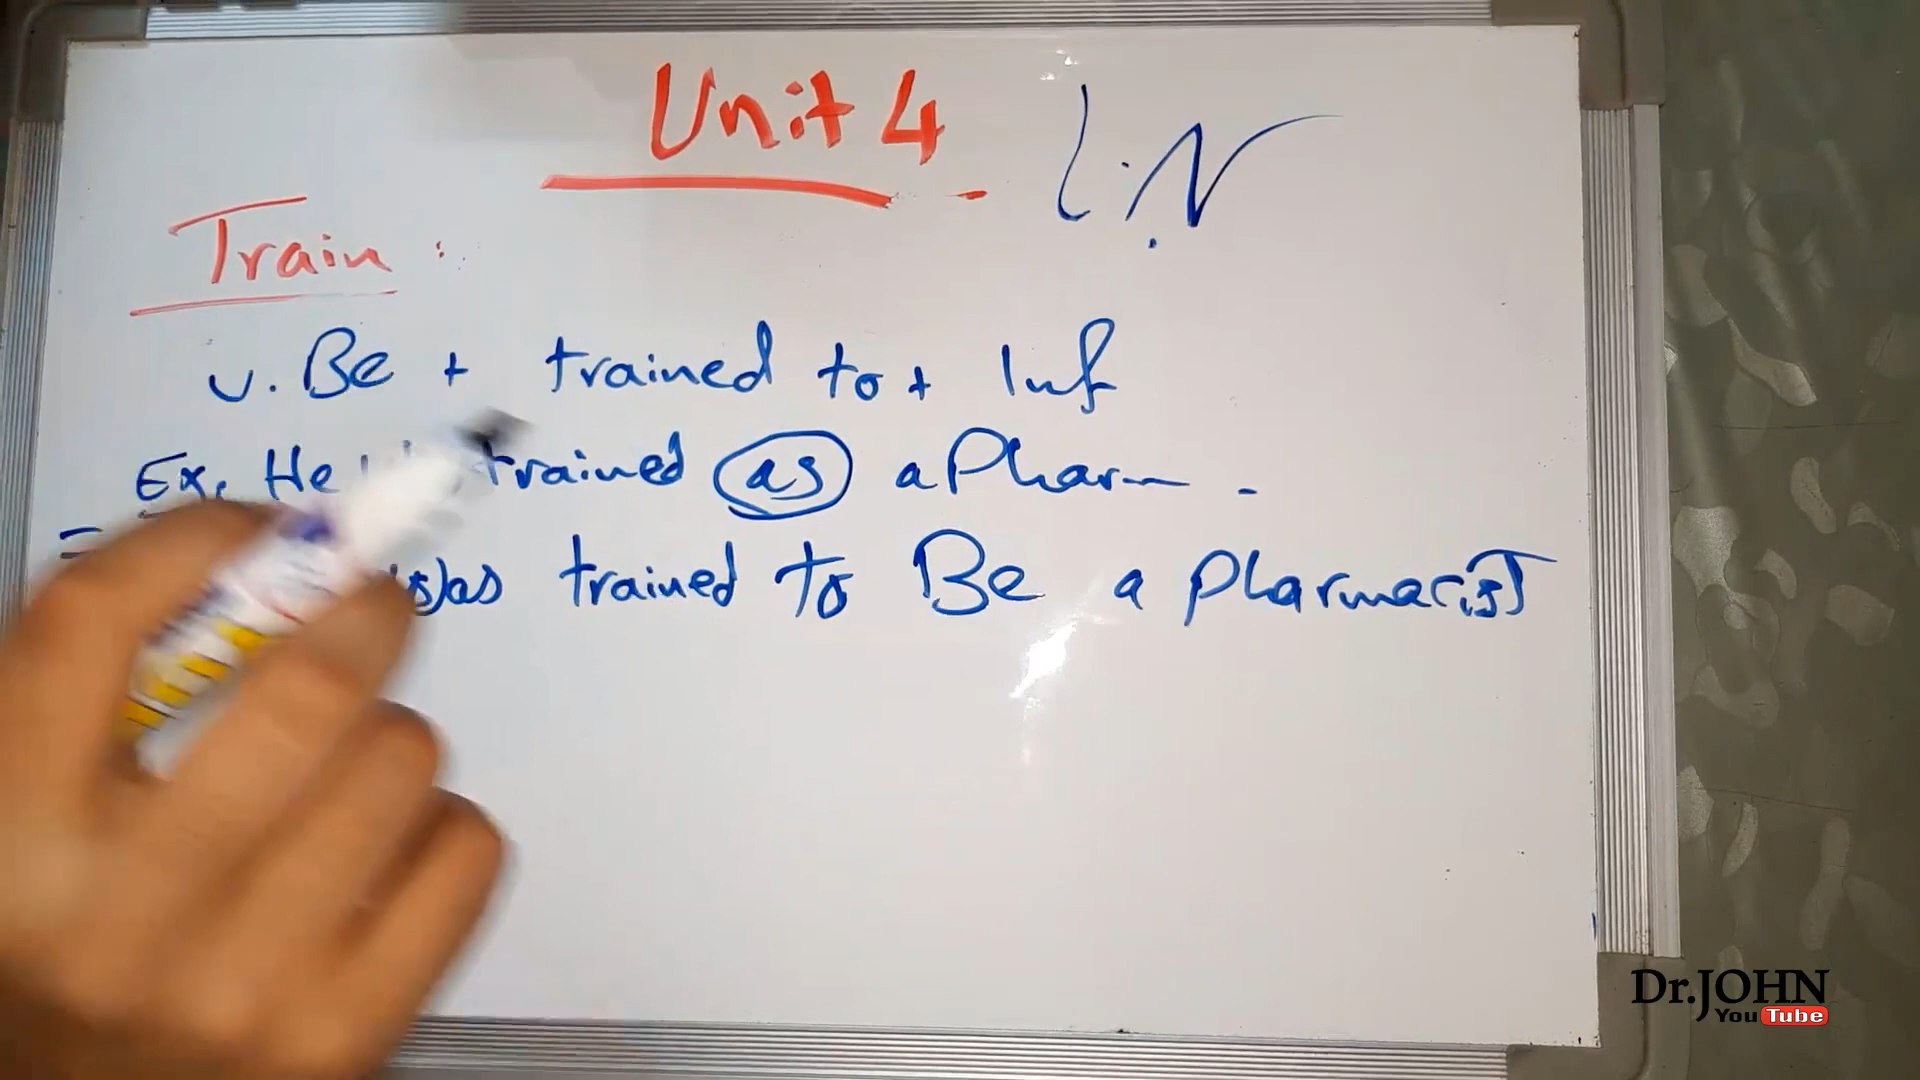 Unit 4
Train :
v. Be + trained to + Inf
Ex. He trained as a Pharm .
= trained to Be a pharmacist
Dr.JOHN
YouTube